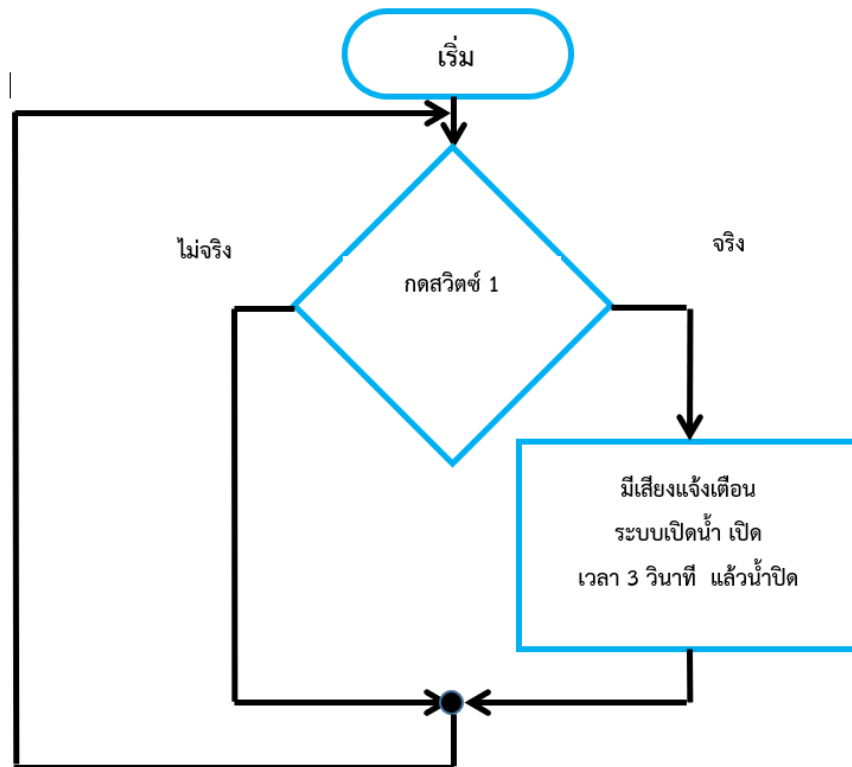 เริ่ม
ไม่จริง
จริง
กดสวิตซ์ 1
มีเสียงแจ้งเตือน
ระบบเปิดน้ำ เปิด
เวลา 3 วินาที แล้วน้ำปิด